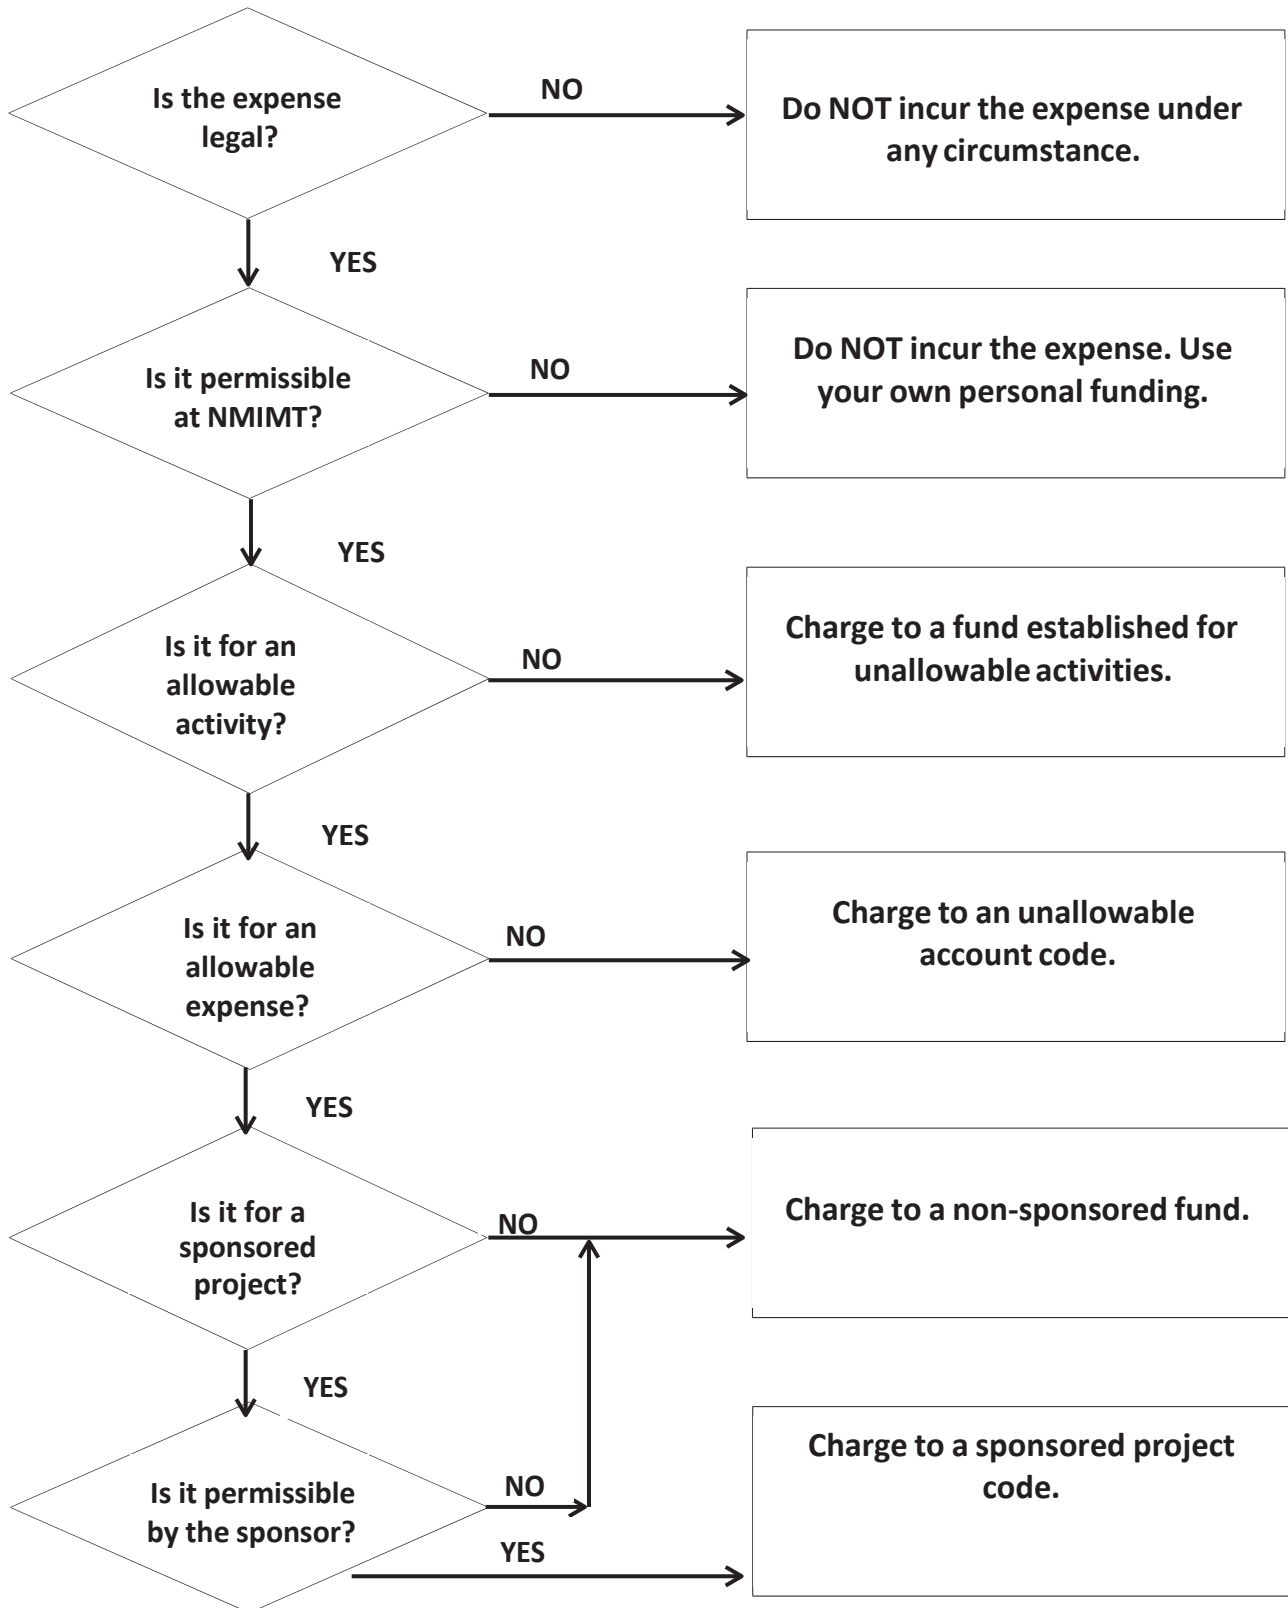 Is the expense
legal?
NO
Do NOT incur the expense under
any circumstance.
YES
Is it permissible
at NMIMT?
NO
Do NOT incur the expense. Use
your own personal funding.
YES
Is it for an
allowable
activity?
NO
Charge to a fund established for
unallowable activities.
YES
Is it for an
allowable
expense?
NO
Charge to an unallowable
account code.
YES
Is it for a
sponsored
project?
NO
Charge to a non-sponsored fund.
YES
Is it permissible
by the sponsor?
NO
YES
Charge to a sponsored project
code.